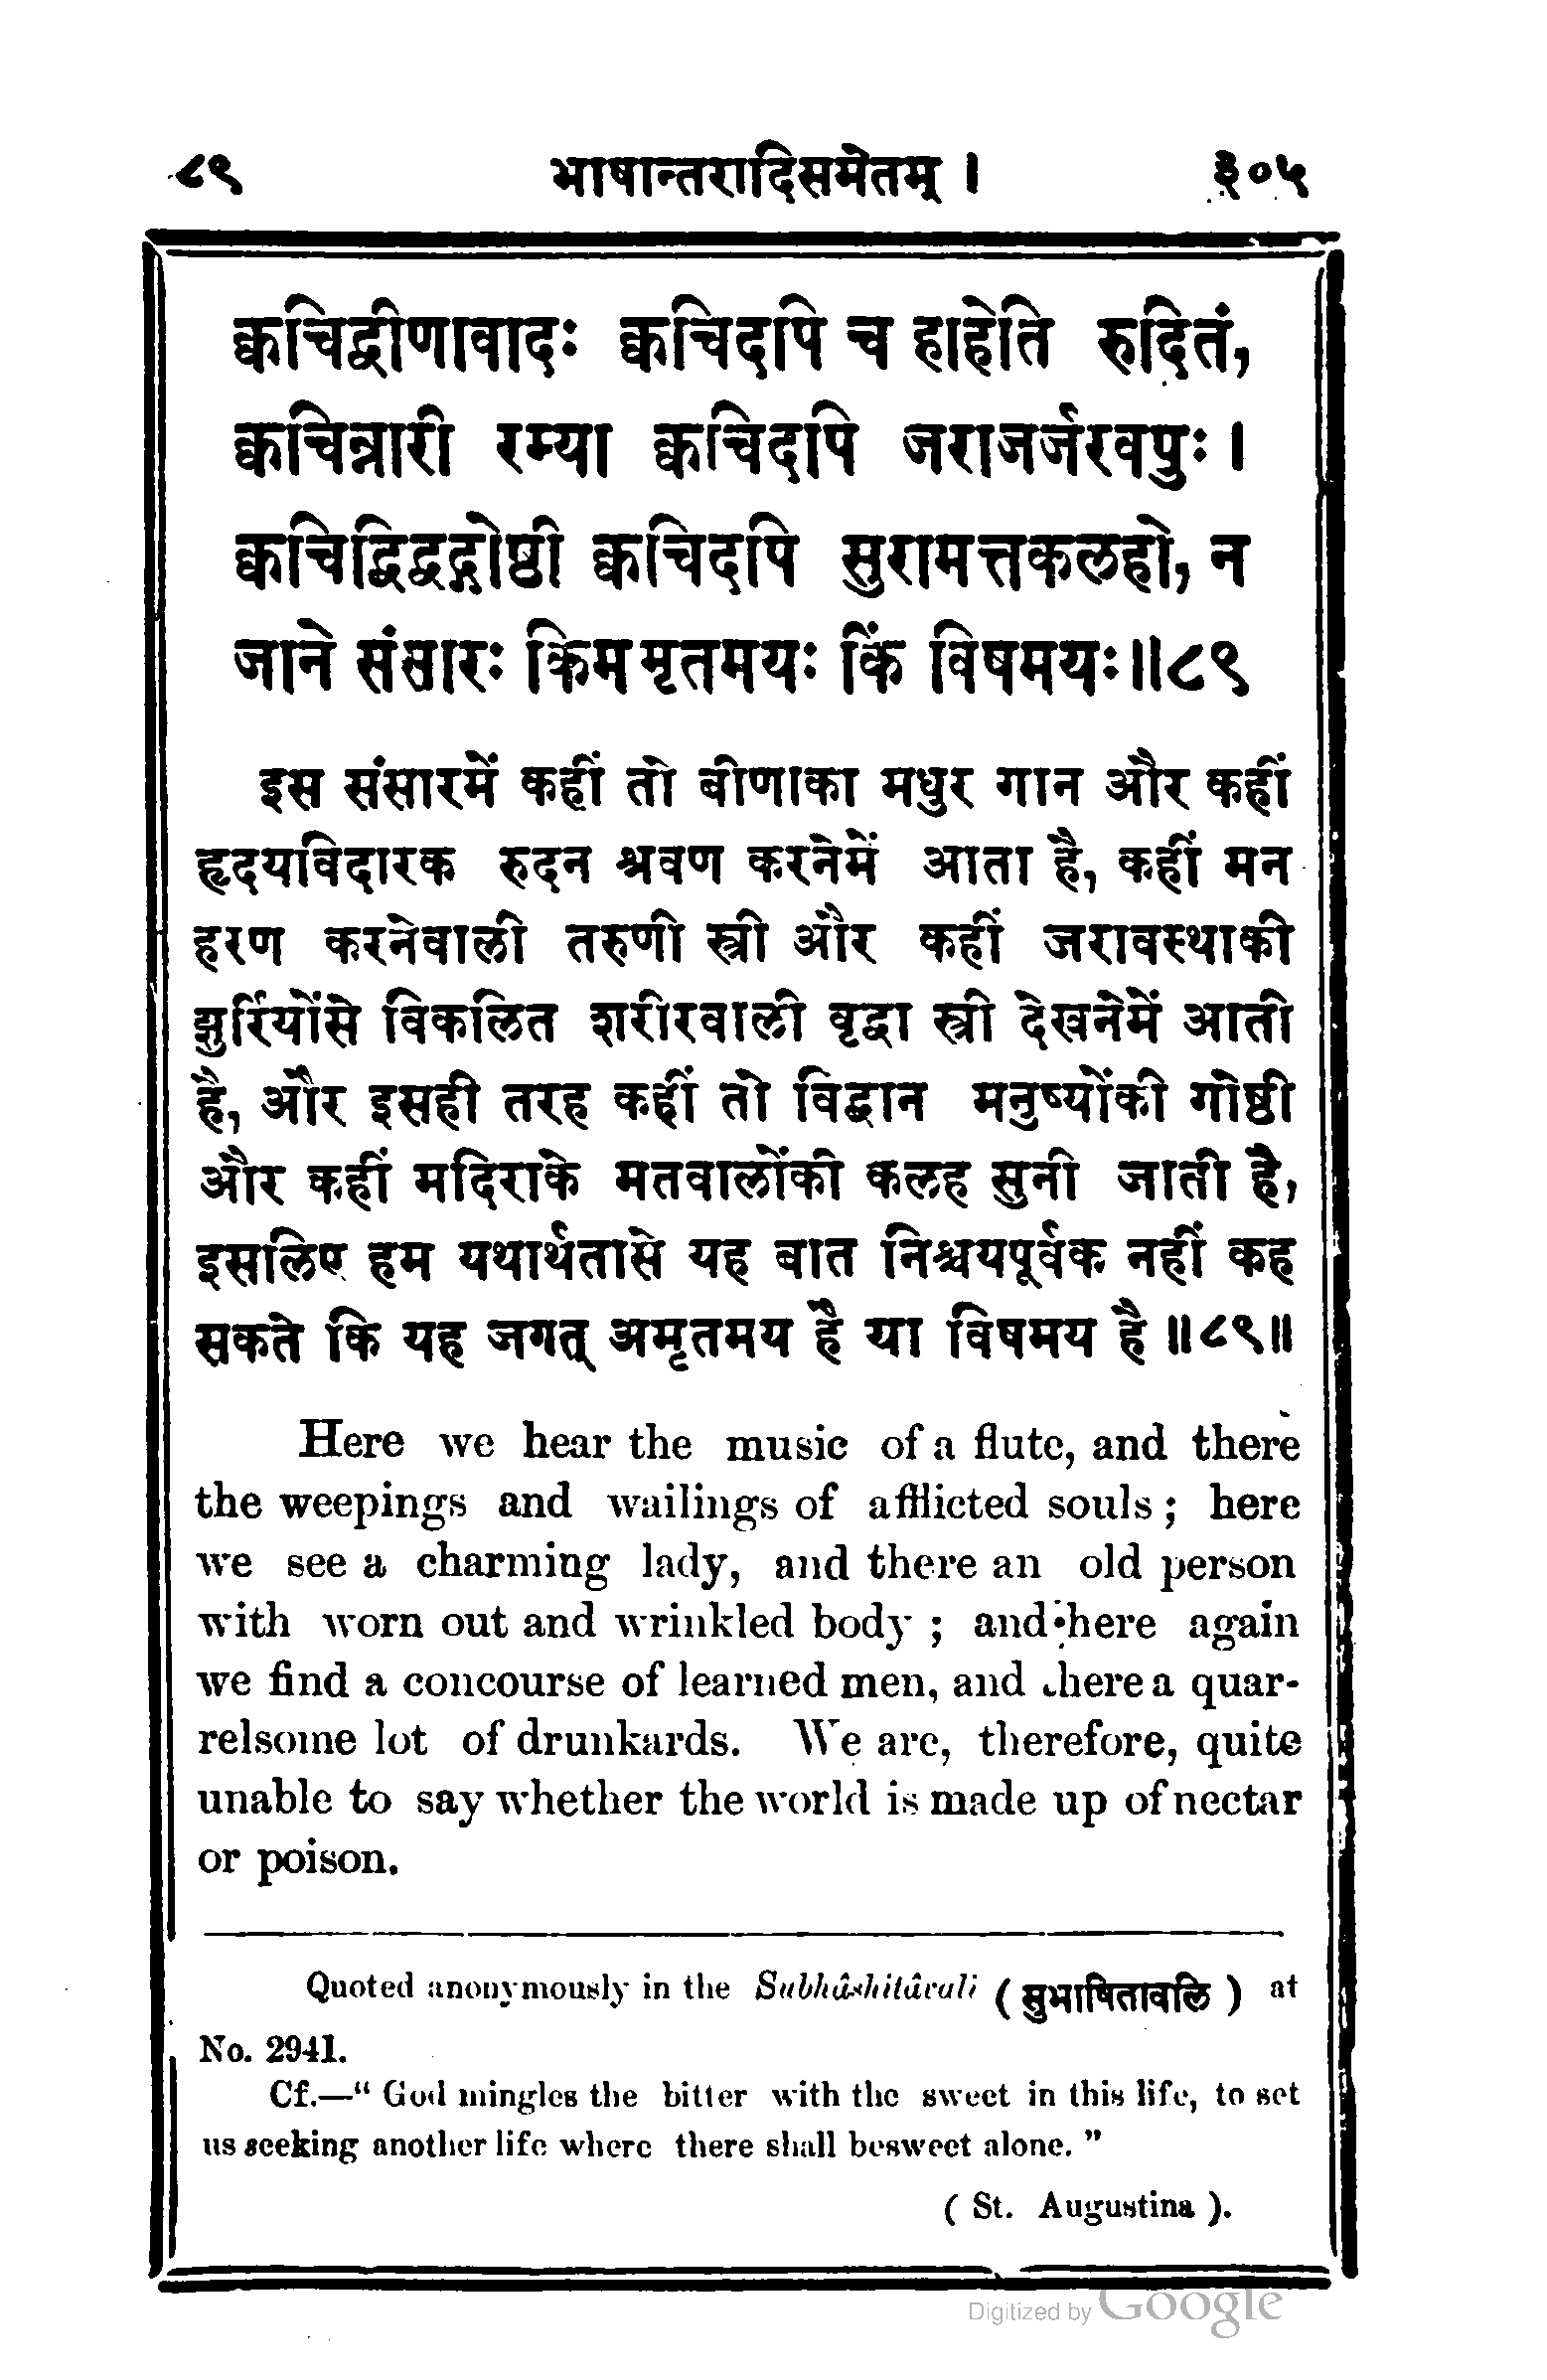 ८९ भाषान्तरादिसमेतम् । ३०५
क्वचिद्वीणावादः क्वचिदपि च हाहेति रुदितं,
क्वचिन्नारी रम्या क्वचिदपि जराजर्जरवपुः ।
क्वचिद्विद्वद्गोष्ठी क्वचिदपि सुरामत्तकलहो, न
जाने संसारः किममृतमयः किं विषमयः॥८९
इस संसारमें कहीं तो बीणाका मधुर गान और कहीं
हृदयविदारक रुदन श्रवण करनेमें आता है, कहीं मन
हरण करनेवाली तरुणी स्त्री और कहीं जरावस्थाकी
झुर्रियोंसे विकलित शरीरवाली वृद्धा स्त्री देखनेमें आती
है, और इसही तरह कहीं तो विद्वान मनुष्योंकी गोष्ठी
और कहीं मदिराके मतवालोंकी कलह सुनी जाती है,
इसलिए हम यथार्थतासे यह बात निश्चयपूर्वक नहीं कह
सकते कि यह जगत् अमृतमय है या विषमय है ॥८९॥
Here we hear the music of a flute, and there
the weepings and wailings of afflicted souls ; here
we see a charming lady, and there an old person
with worn out and wrinkled body ; and here again
we find a concourse of learned men, and there a quar-
relsome lot of drunkards. We are, therefore, quite
unable to say whether the world is made up of nectar
or poison.
Quoted anonymously in the Subhâshitâvali ( सुभाषितावलि ) at
No. 2941.
Cf.—“ God mingles the bitter with the sweet in this life, to set
us seeking another life where there shall besweet alone. ”
( St. Augustina ).
Digitized by Google